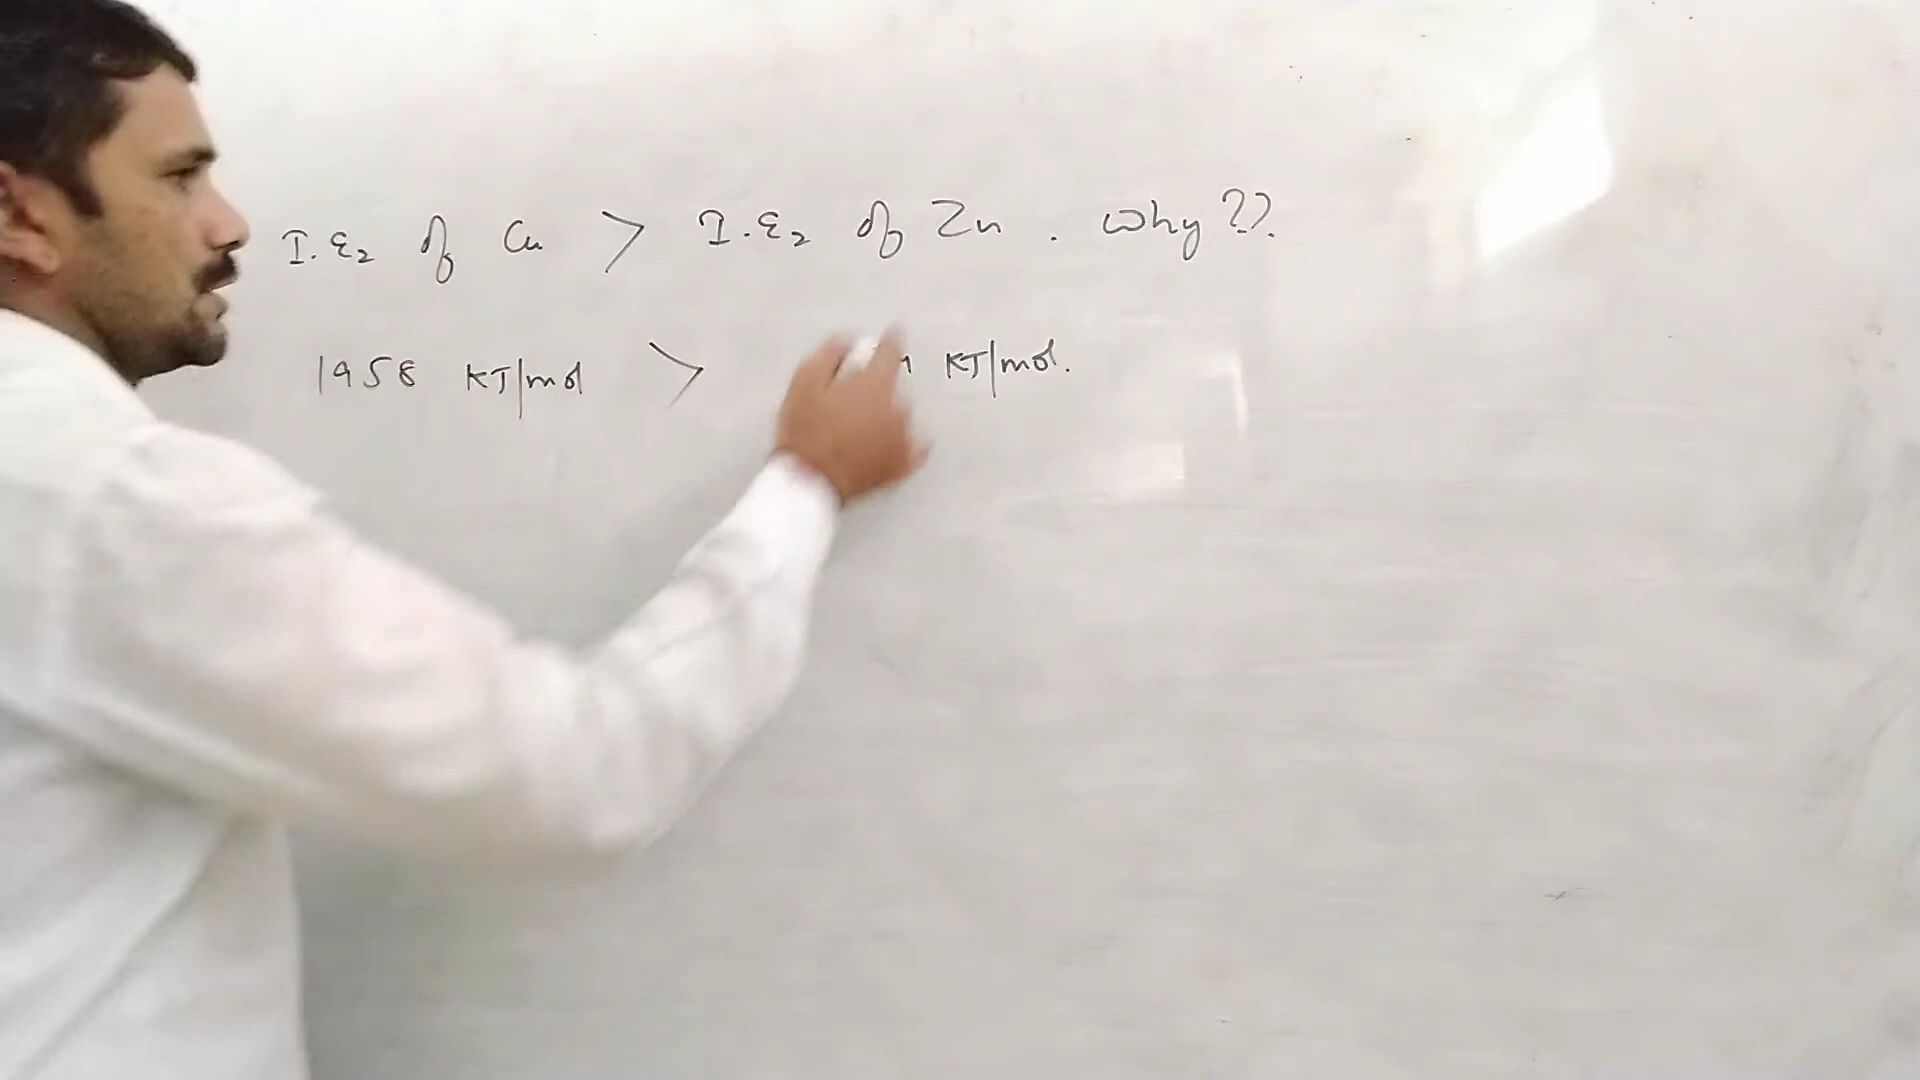 I.E₂ of Cu > I.E₂ of Zn . Why??.
1958 KJ/mol > KJ/mol.